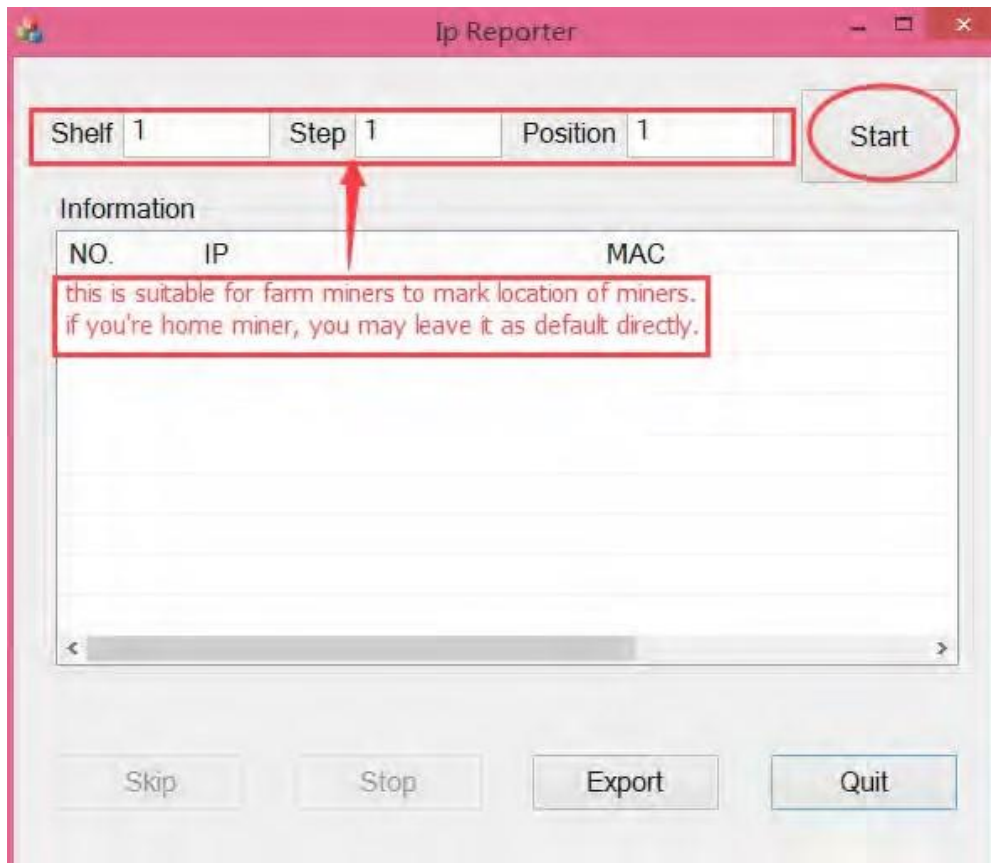 Ip Reporter
Shelf 1 Step 1 Position 1 Start
Information
NO. IP MAC
this is suitable for farm miners to mark location of miners.
if you're home miner, you may leave it as default directly.
Skip Stop Export Quit